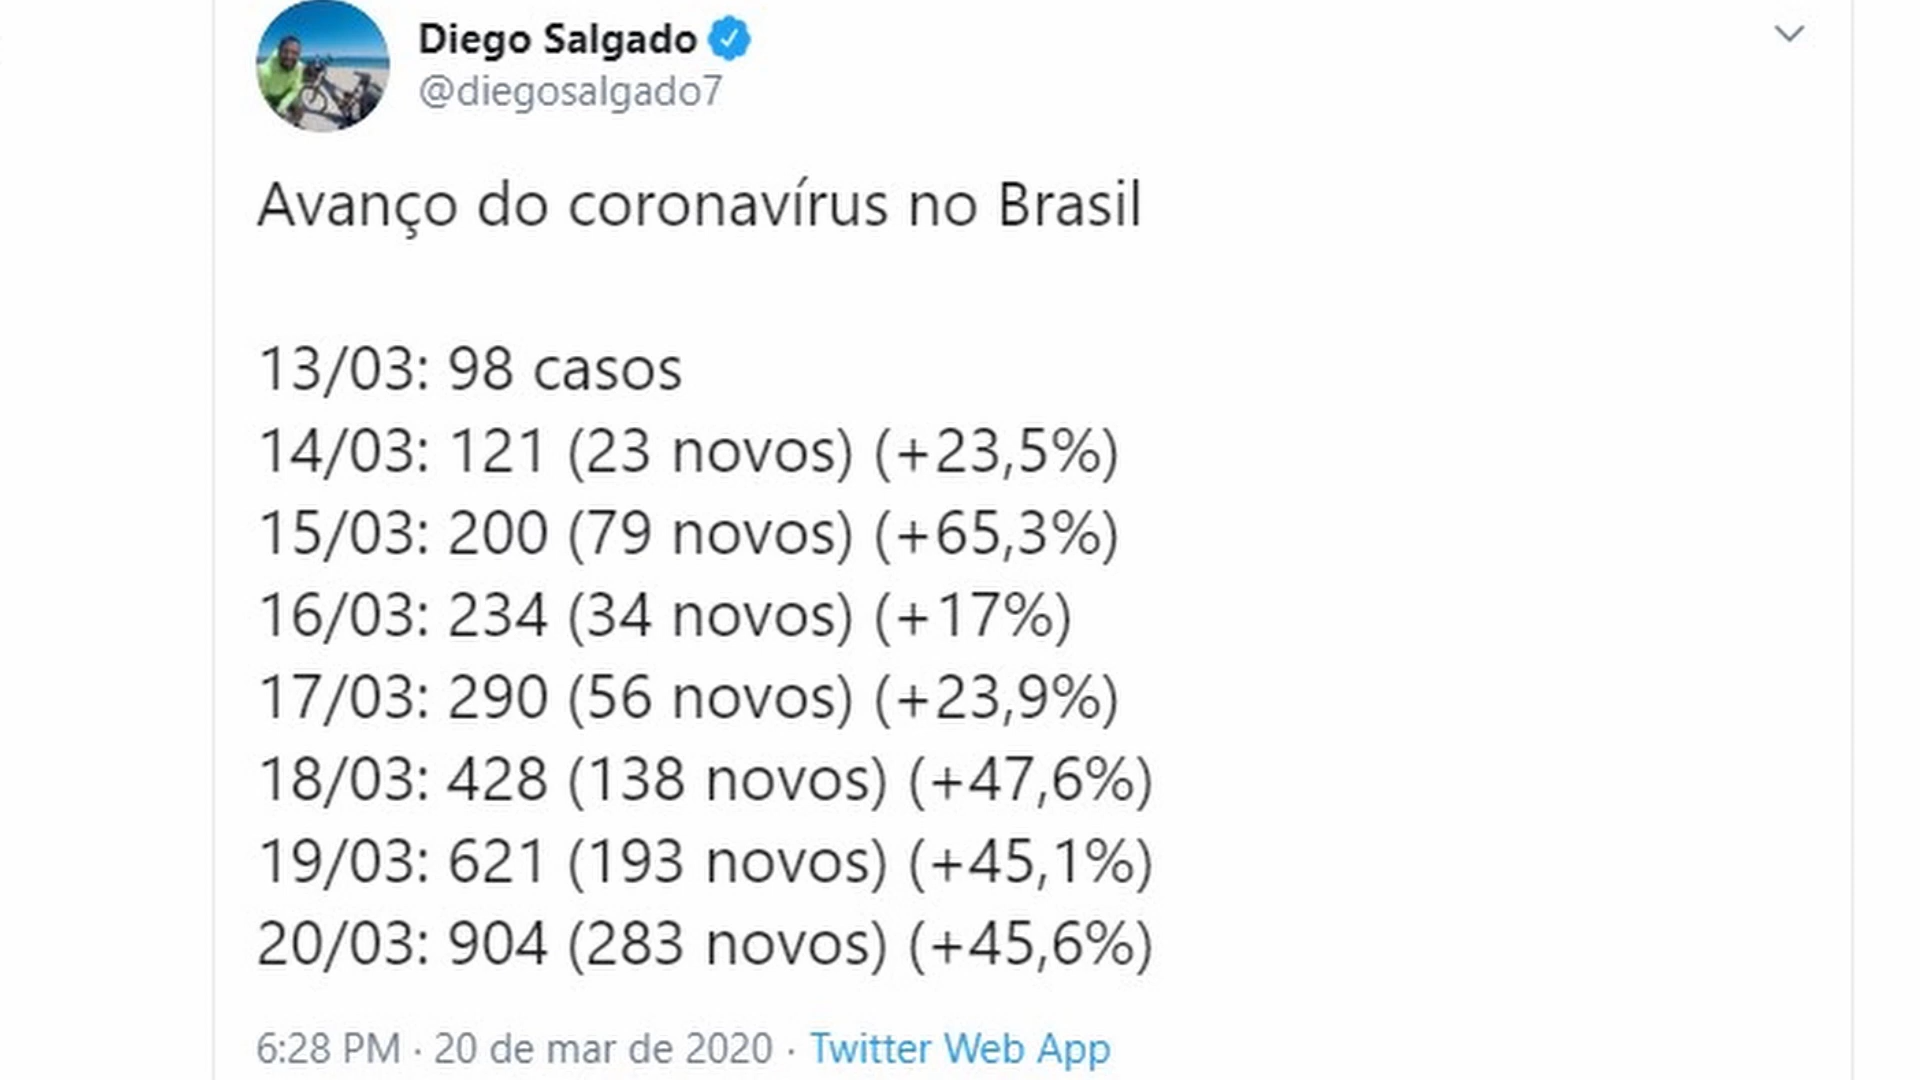 Diego Salgado
@diegosalgado7
Avanço do coronavírus no Brasil
13/03: 98 casos
14/03: 121 (23 novos) (+23,5%)
15/03: 200 (79 novos) (+65,3%)
16/03: 234 (34 novos) (+17%)
17/03: 290 (56 novos) (+23,9%)
18/03: 428 (138 novos) (+47,6%)
19/03: 621 (193 novos) (+45,1%)
20/03: 904 (283 novos) (+45,6%)
6:28 PM · 20 de mar de 2020 · Twitter Web App